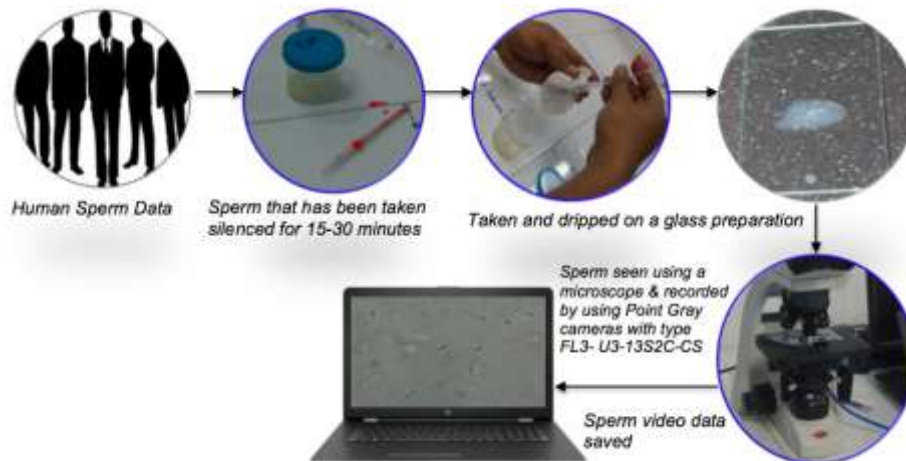 Human Sperm Data
Sperm that has been taken
silenced for 15-30 minutes
Taken and dripped on a glass preparation
Sperm seen using a
microscope & recorded
by using Point Gray
cameras with type
FL3- U3-13S2C-CS
Sperm video data
saved